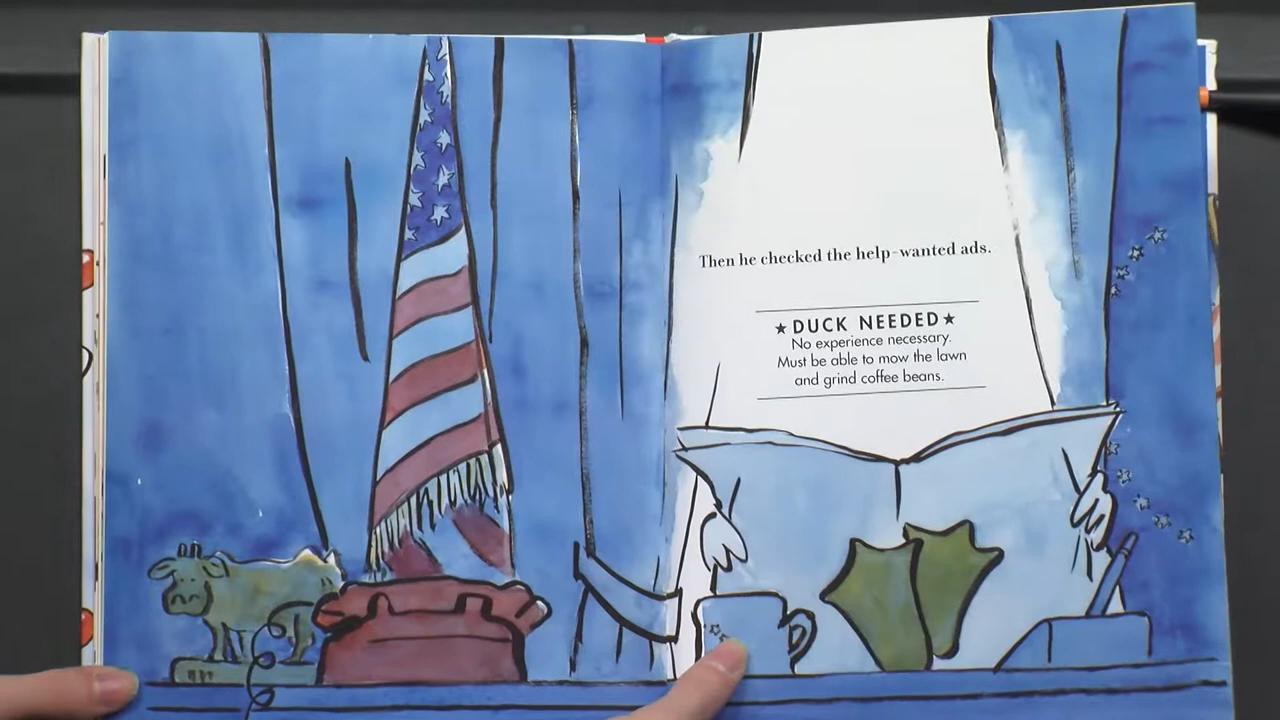 Then he checked the help-wanted ads.
★DUCK NEEDED★
No experience necessary.
Must be able to mow the lawn
and grind coffee beans.